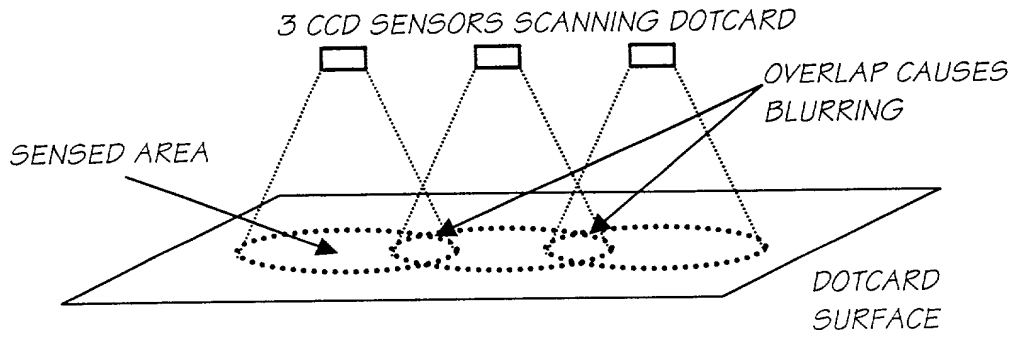 3 CCD SENSORS SCANNING DOTCARD
OVERLAP CAUSES
BLURRING
SENSED AREA
DOTCARD
SURFACE